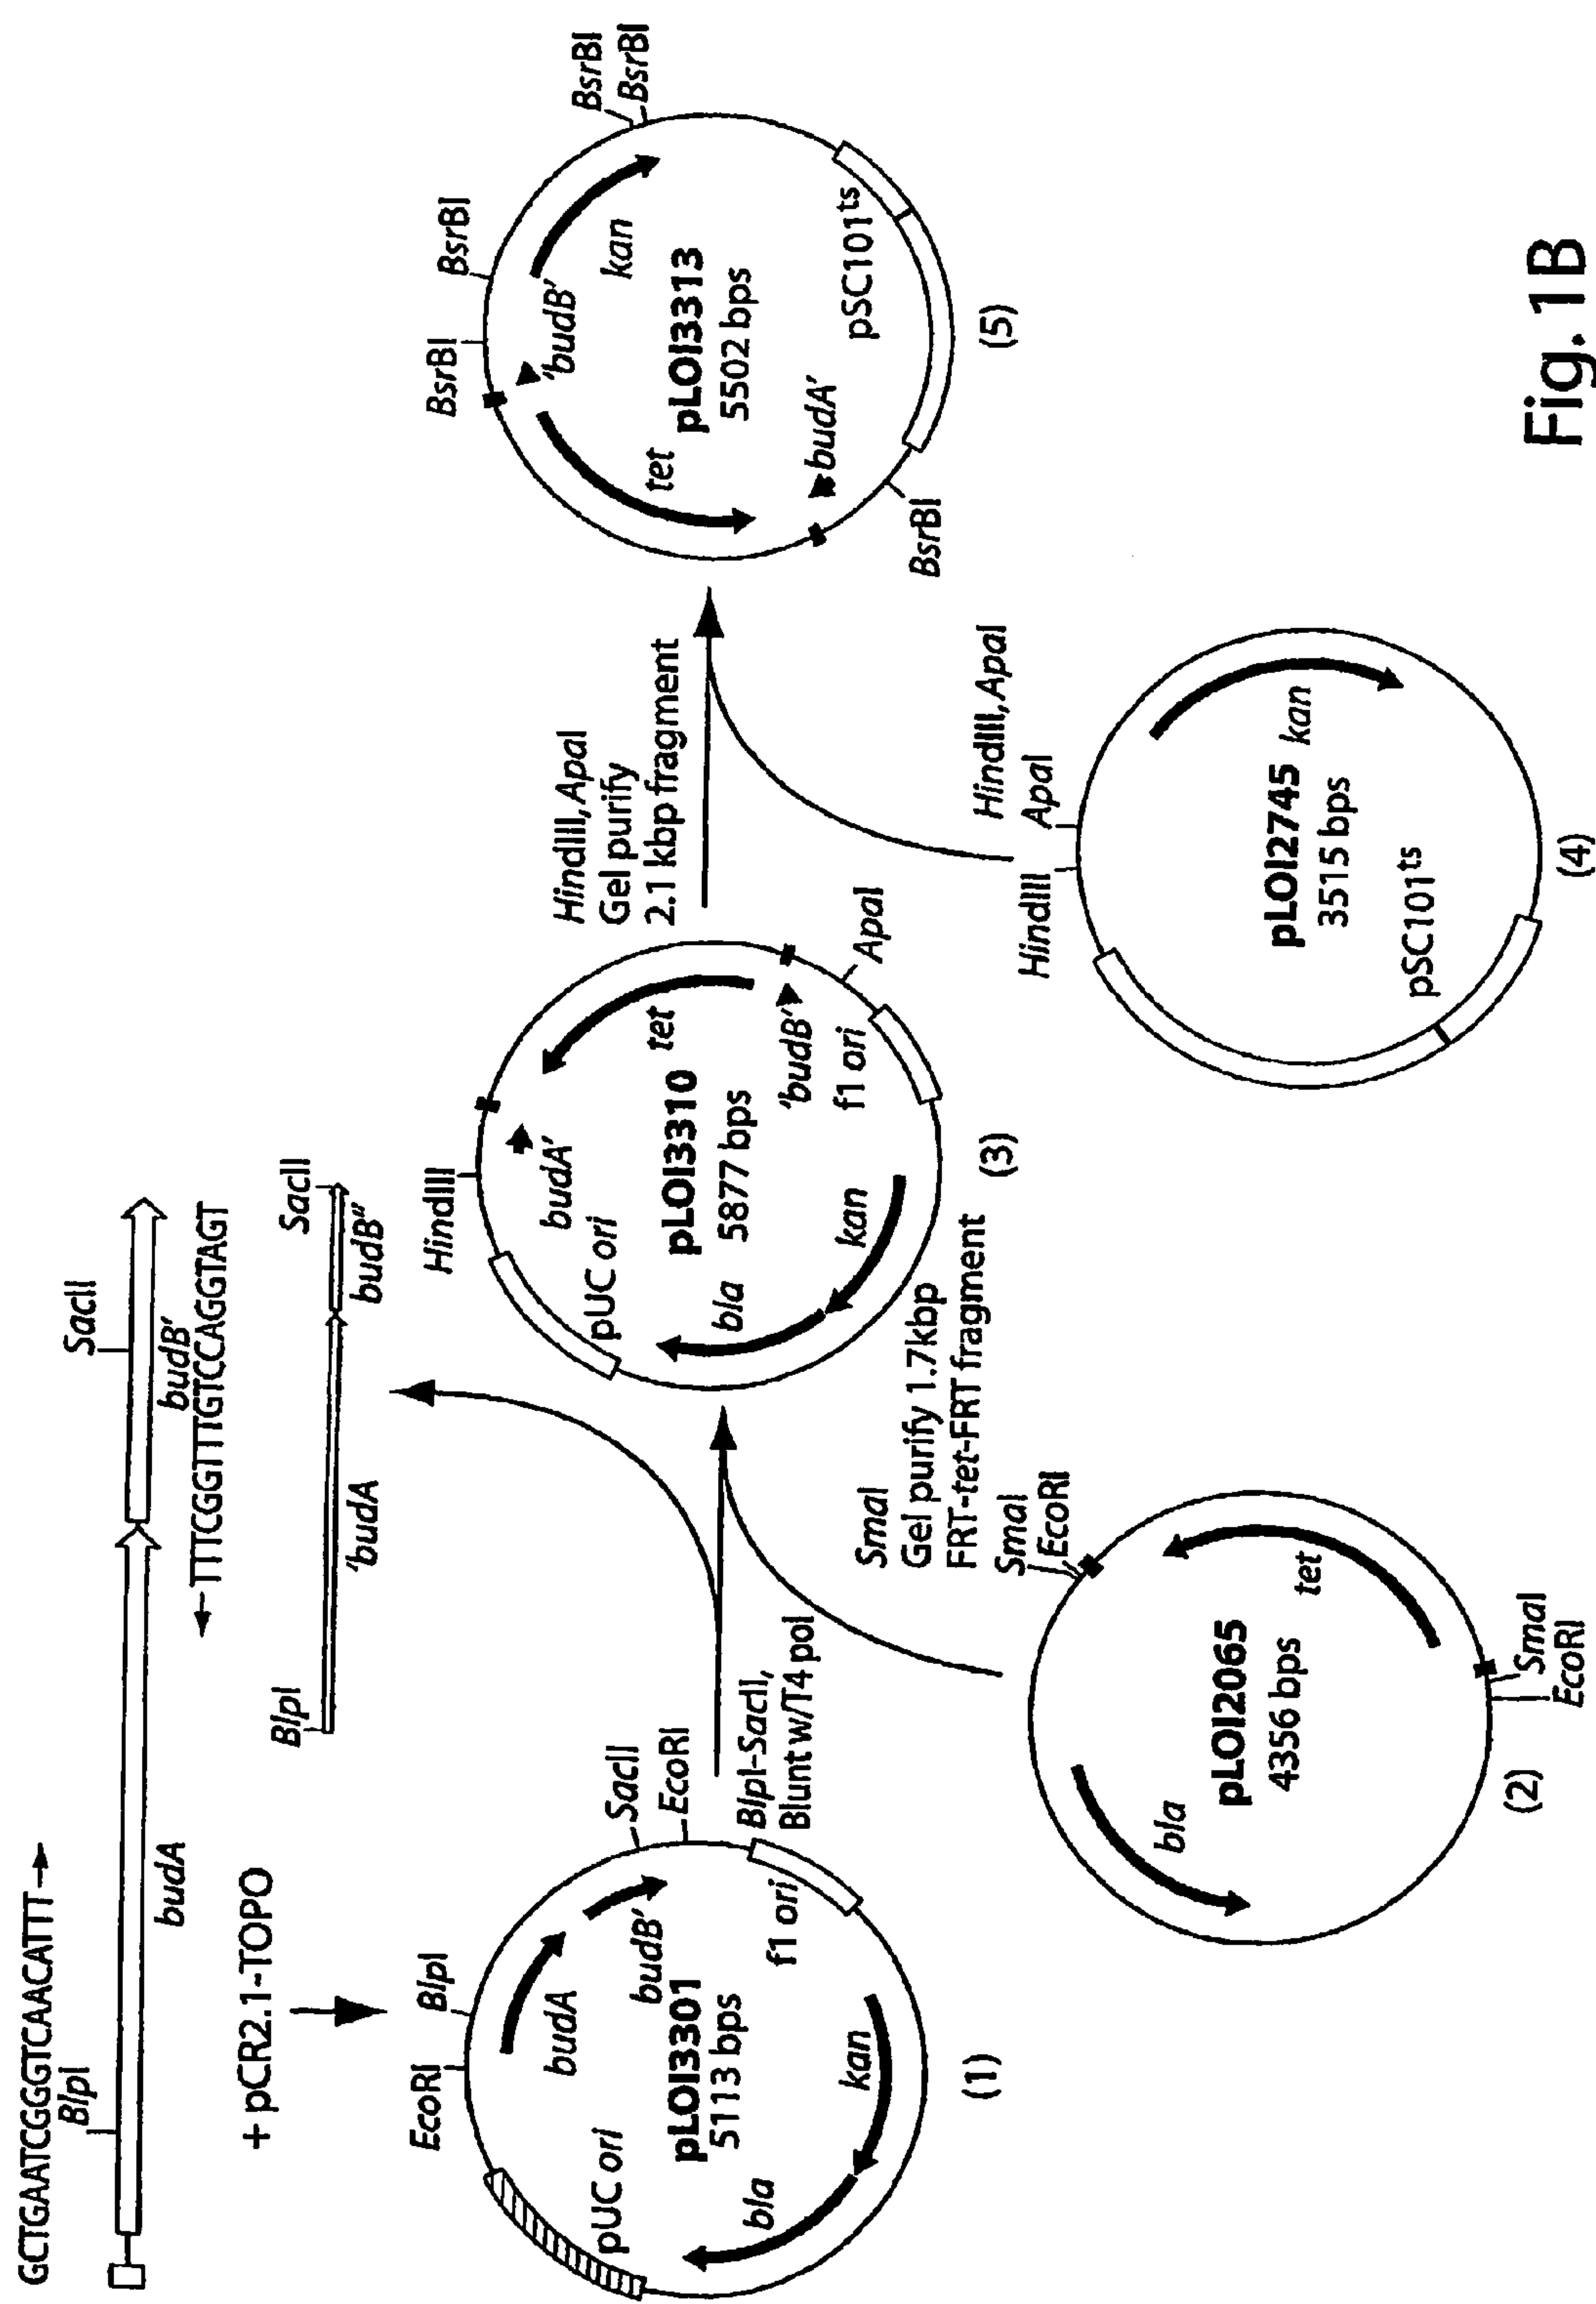 GCTGAATCGGGTCAACATTT
BlpI
SacII
budA
budB'
TTTCGGTTTGTCCAGGTAGT
+ pCR2.1-TOPO
BlpI
SacII
'budA
budB"
EcoRI
BlpI
SacII
EcoRI
budA
budB'
pUC ori
pLOI3301
5113 bps
f1 ori
bla
kan
(1)
BlpI-SacII,
Blunt w/T4 pol
SmaI
Gel purify 1.7kbp
FRT-tet-FRT fragment
SmaI
EcoRI
bla
pLOI2065
4356 bps
tet
SmaI
EcoRI
(2)
HindIII
budA'
pUC ori
tet
pLOI3310
5877 bps
bla
'budB'
f1 ori
kan
ApaI
(3)
HindIII, ApaI
Gel purify
2.1 kbp fragment
HindIII, ApaI
HindIII
ApaI
pLOI2745
3515 bps
kan
pSC101ts
(4)
BsrBI
BsrBI
BsrBI
BsrBI
'budB'
kan
tet
pLOI3313
5502 bps
budA'
pSC101ts
BsrBI
(5)
Fig. 1B